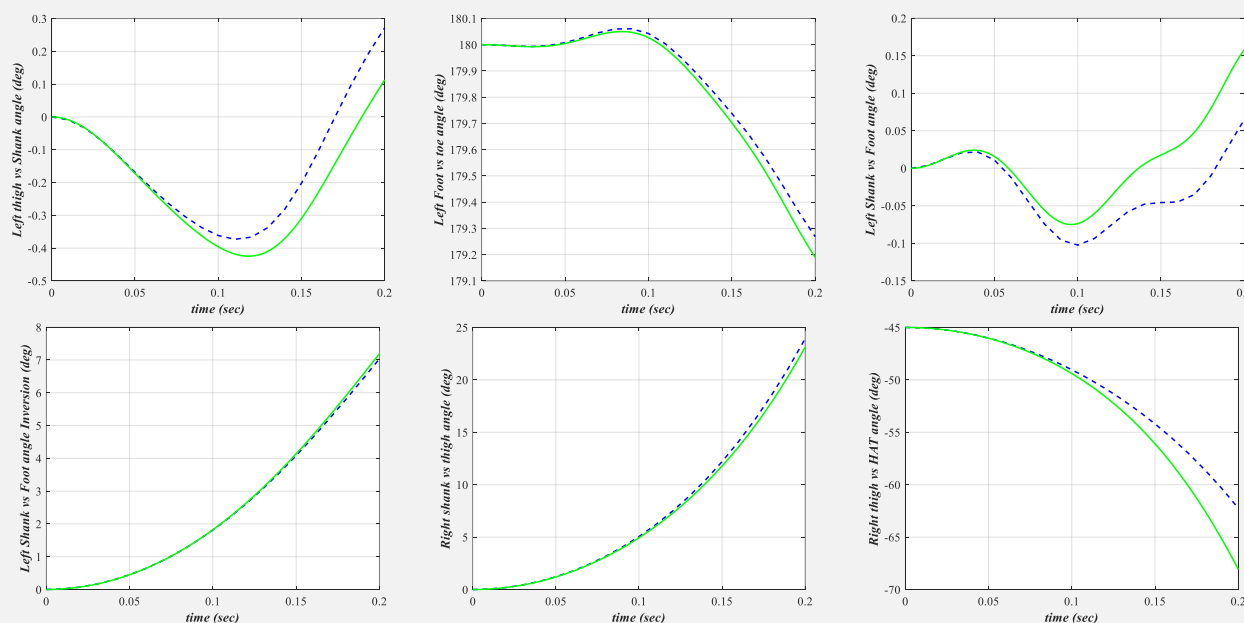 Left thigh vs Shank angle (deg)
0.3
0.2
0.1
0
-0.1
-0.2
-0.3
-0.4
-0.5
0 0.05 0.1 0.15 0.2
time (sec)
Left Foot vs toe angle (deg)
180.1
180
179.9
179.8
179.7
179.6
179.5
179.4
179.3
179.2
179.1
0 0.05 0.1 0.15 0.2
time (sec)
Left Shank vs Foot angle (deg)
0.2
0.15
0.1
0.05
0
-0.05
-0.1
-0.15
0 0.05 0.1 0.15 0.2
time (sec)
Left Shank vs Foot angle Inversion (deg)
8
7
6
5
4
3
2
1
0
0 0.05 0.1 0.15 0.2
time (sec)
Right shank vs thigh angle (deg)
25
20
15
10
5
0
0 0.05 0.1 0.15 0.2
time (sec)
Right thigh vs HAT angle (deg)
-45
-50
-55
-60
-65
-70
0 0.05 0.1 0.15 0.2
time (sec)